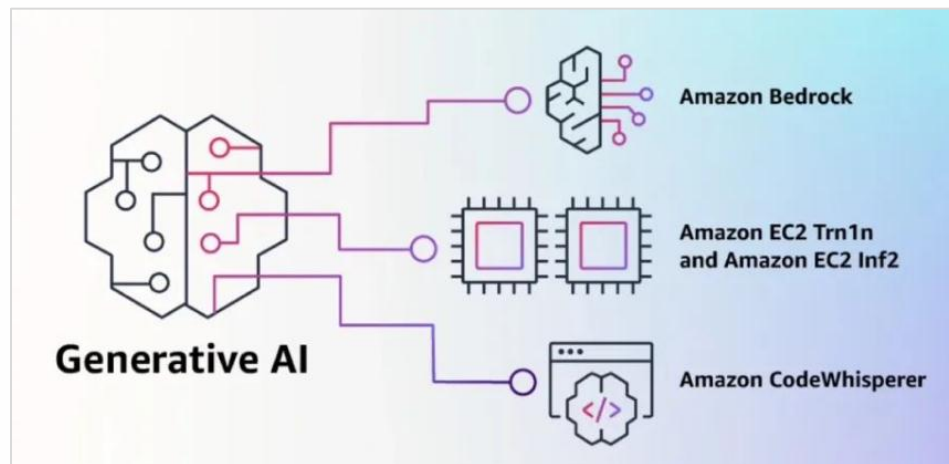 Amazon Bedrock
Amazon EC2 Trn1n
and Amazon EC2 Inf2
Generative AI
Amazon CodeWhisperer
</>